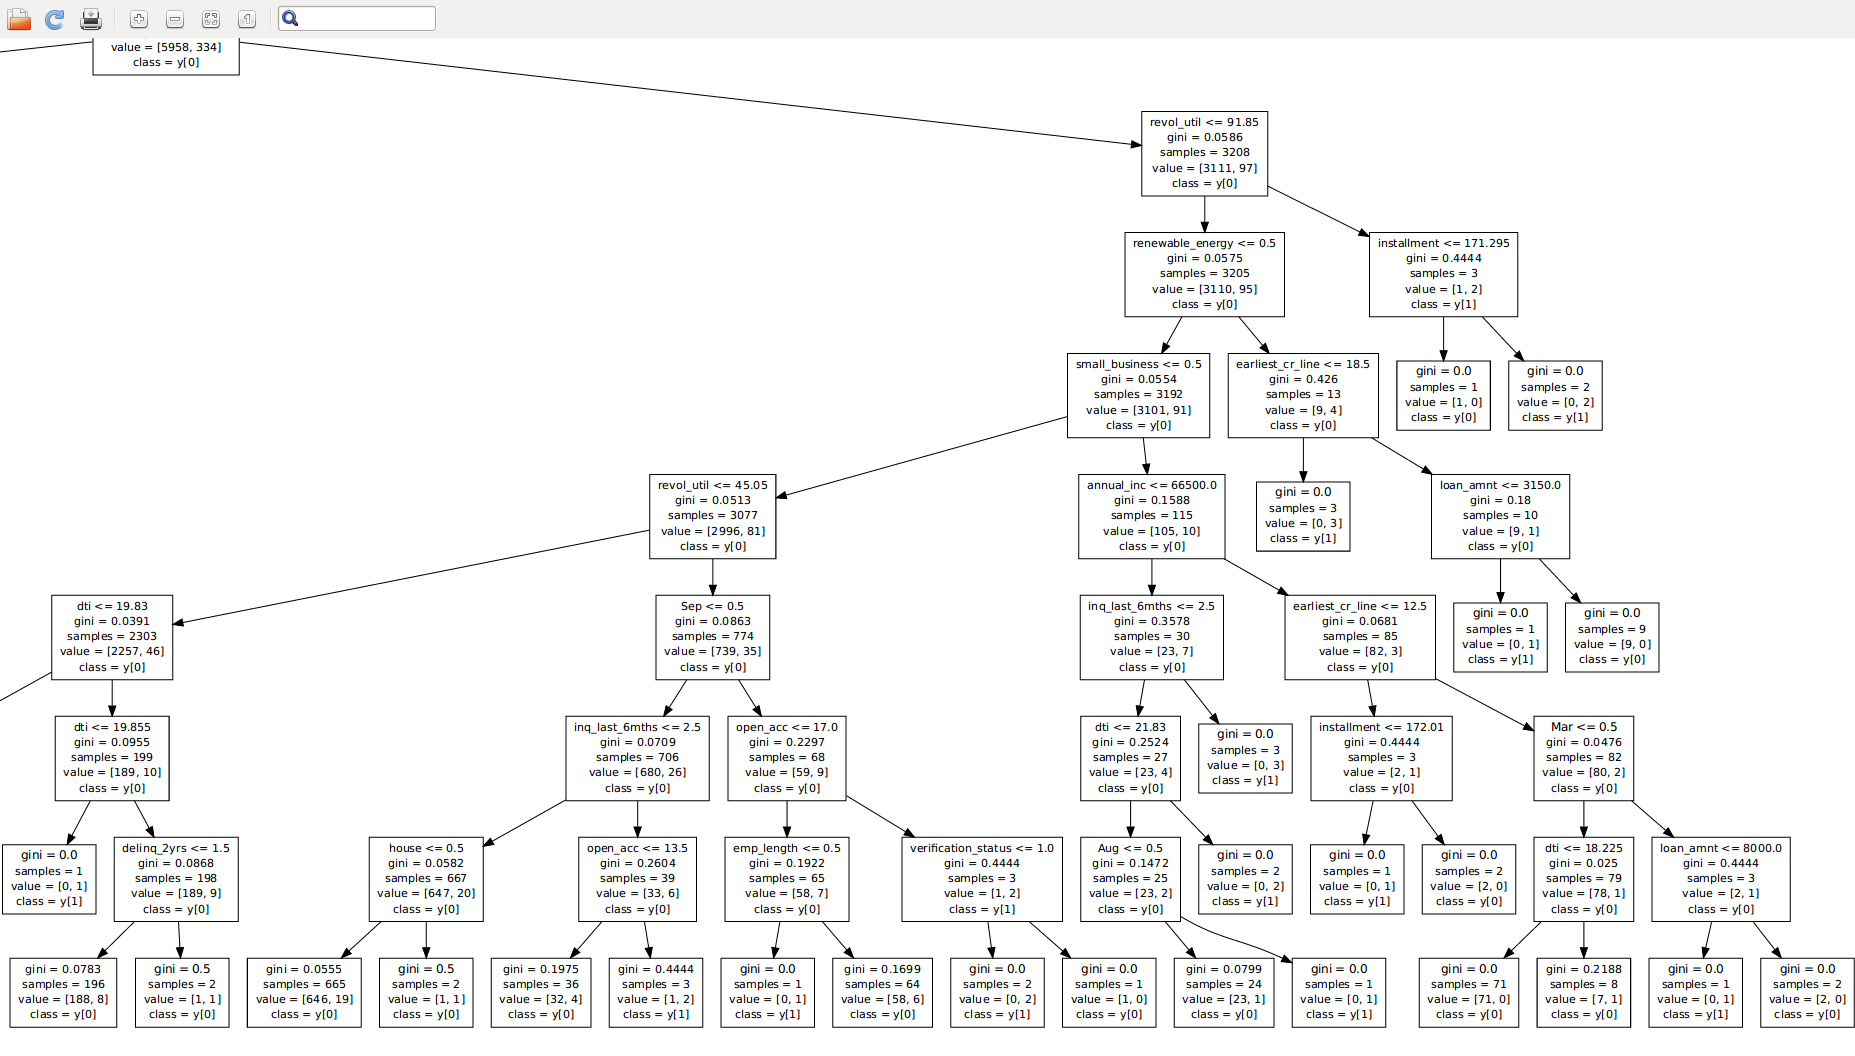 1
value = [5958, 334]
class = y[0]
revol_util <= 91.85
gini = 0.0586
samples = 3208
value = [3111, 97]
class = y[0]
renewable_energy <= 0.5
gini = 0.0575
samples = 3205
value = [3110, 95]
class = y[0]
installment <= 171.295
gini = 0.4444
samples = 3
value = [1, 2]
class = y[1]
small_business <= 0.5
gini = 0.0554
samples = 3192
value = [3101, 91]
class = y[0]
earliest_cr_line <= 18.5
gini = 0.426
samples = 13
value = [9, 4]
class = y[0]
gini = 0.0
samples = 1
value = [1, 0]
class = y[0]
gini = 0.0
samples = 2
value = [0, 2]
class = y[1]
revol_util <= 45.05
gini = 0.0513
samples = 3077
value = [2996, 81]
class = y[0]
annual_inc <= 66500.0
gini = 0.1588
samples = 115
value = [105, 10]
class = y[0]
gini = 0.0
samples = 3
value = [0, 3]
class = y[1]
loan_amnt <= 3150.0
gini = 0.18
samples = 10
value = [9, 1]
class = y[0]
dti <= 19.83
gini = 0.0391
samples = 2303
value = [2257, 46]
class = y[0]
Sep <= 0.5
gini = 0.0863
samples = 774
value = [739, 35]
class = y[0]
inq_last_6mths <= 2.5
gini = 0.3578
samples = 30
value = [23, 7]
class = y[0]
earliest_cr_line <= 12.5
gini = 0.0681
samples = 85
value = [82, 3]
class = y[0]
gini = 0.0
samples = 1
value = [0, 1]
class = y[1]
gini = 0.0
samples = 9
value = [9, 0]
class = y[0]
dti <= 19.855
gini = 0.0955
samples = 199
value = [189, 10]
class = y[0]
inq_last_6mths <= 2.5
gini = 0.0709
samples = 706
value = [680, 26]
class = y[0]
open_acc <= 17.0
gini = 0.2297
samples = 68
value = [59, 9]
class = y[0]
dti <= 21.83
gini = 0.2524
samples = 27
value = [23, 4]
class = y[0]
gini = 0.0
samples = 3
value = [0, 3]
class = y[1]
installment <= 172.01
gini = 0.4444
samples = 3
value = [2, 1]
class = y[0]
Mar <= 0.5
gini = 0.0476
samples = 82
value = [80, 2]
class = y[0]
gini = 0.0
samples = 1
value = [0, 1]
class = y[1]
delinq_2yrs <= 1.5
gini = 0.0868
samples = 198
value = [189, 9]
class = y[0]
house <= 0.5
gini = 0.0582
samples = 667
value = [647, 20]
class = y[0]
open_acc <= 13.5
gini = 0.2604
samples = 39
value = [33, 6]
class = y[0]
emp_length <= 0.5
gini = 0.1922
samples = 65
value = [58, 7]
class = y[0]
verification_status <= 1.0
gini = 0.4444
samples = 3
value = [1, 2]
class = y[1]
Aug <= 0.5
gini = 0.1472
samples = 25
value = [23, 2]
class = y[0]
gini = 0.0
samples = 2
value = [0, 2]
class = y[1]
gini = 0.0
samples = 1
value = [0, 1]
class = y[1]
gini = 0.0
samples = 2
value = [2, 0]
class = y[0]
dti <= 18.225
gini = 0.025
samples = 79
value = [78, 1]
class = y[0]
loan_amnt <= 8000.0
gini = 0.4444
samples = 3
value = [2, 1]
class = y[0]
gini = 0.0783
samples = 196
value = [188, 8]
class = y[0]
gini = 0.5
samples = 2
value = [1, 1]
class = y[0]
gini = 0.0555
samples = 665
value = [646, 19]
class = y[0]
gini = 0.5
samples = 2
value = [1, 1]
class = y[0]
gini = 0.1975
samples = 36
value = [32, 4]
class = y[0]
gini = 0.4444
samples = 3
value = [1, 2]
class = y[1]
gini = 0.0
samples = 1
value = [0, 1]
class = y[1]
gini = 0.1699
samples = 64
value = [58, 6]
class = y[0]
gini = 0.0
samples = 2
value = [0, 2]
class = y[1]
gini = 0.0
samples = 1
value = [1, 0]
class = y[0]
gini = 0.0799
samples = 24
value = [23, 1]
class = y[0]
gini = 0.0
samples = 1
value = [0, 1]
class = y[1]
gini = 0.0
samples = 71
value = [71, 0]
class = y[0]
gini = 0.2188
samples = 8
value = [7, 1]
class = y[0]
gini = 0.0
samples = 1
value = [0, 1]
class = y[1]
gini = 0.0
samples = 2
value = [2, 0]
class = y[0]